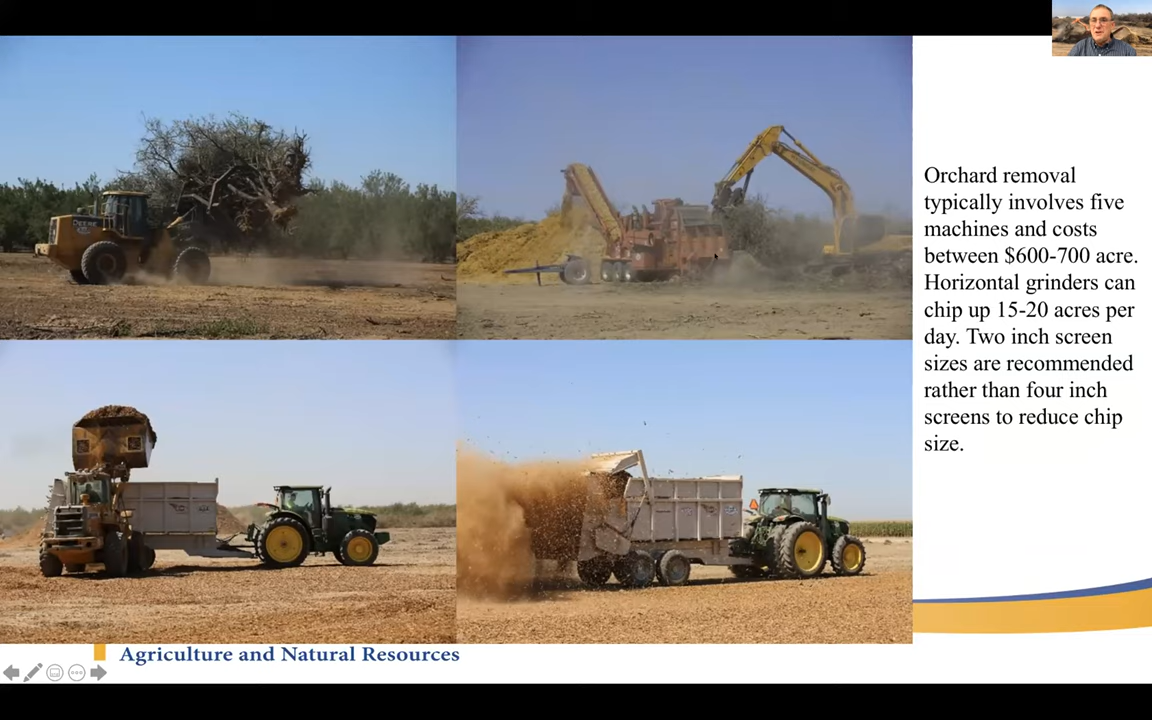 Orchard removal
typically involves five
machines and costs
between $600-700 acre.
Horizontal grinders can
chip up 15-20 acres per
day. Two inch screen
sizes are recommended
rather than four inch
screens to reduce chip
size.
Agriculture and Natural Resources